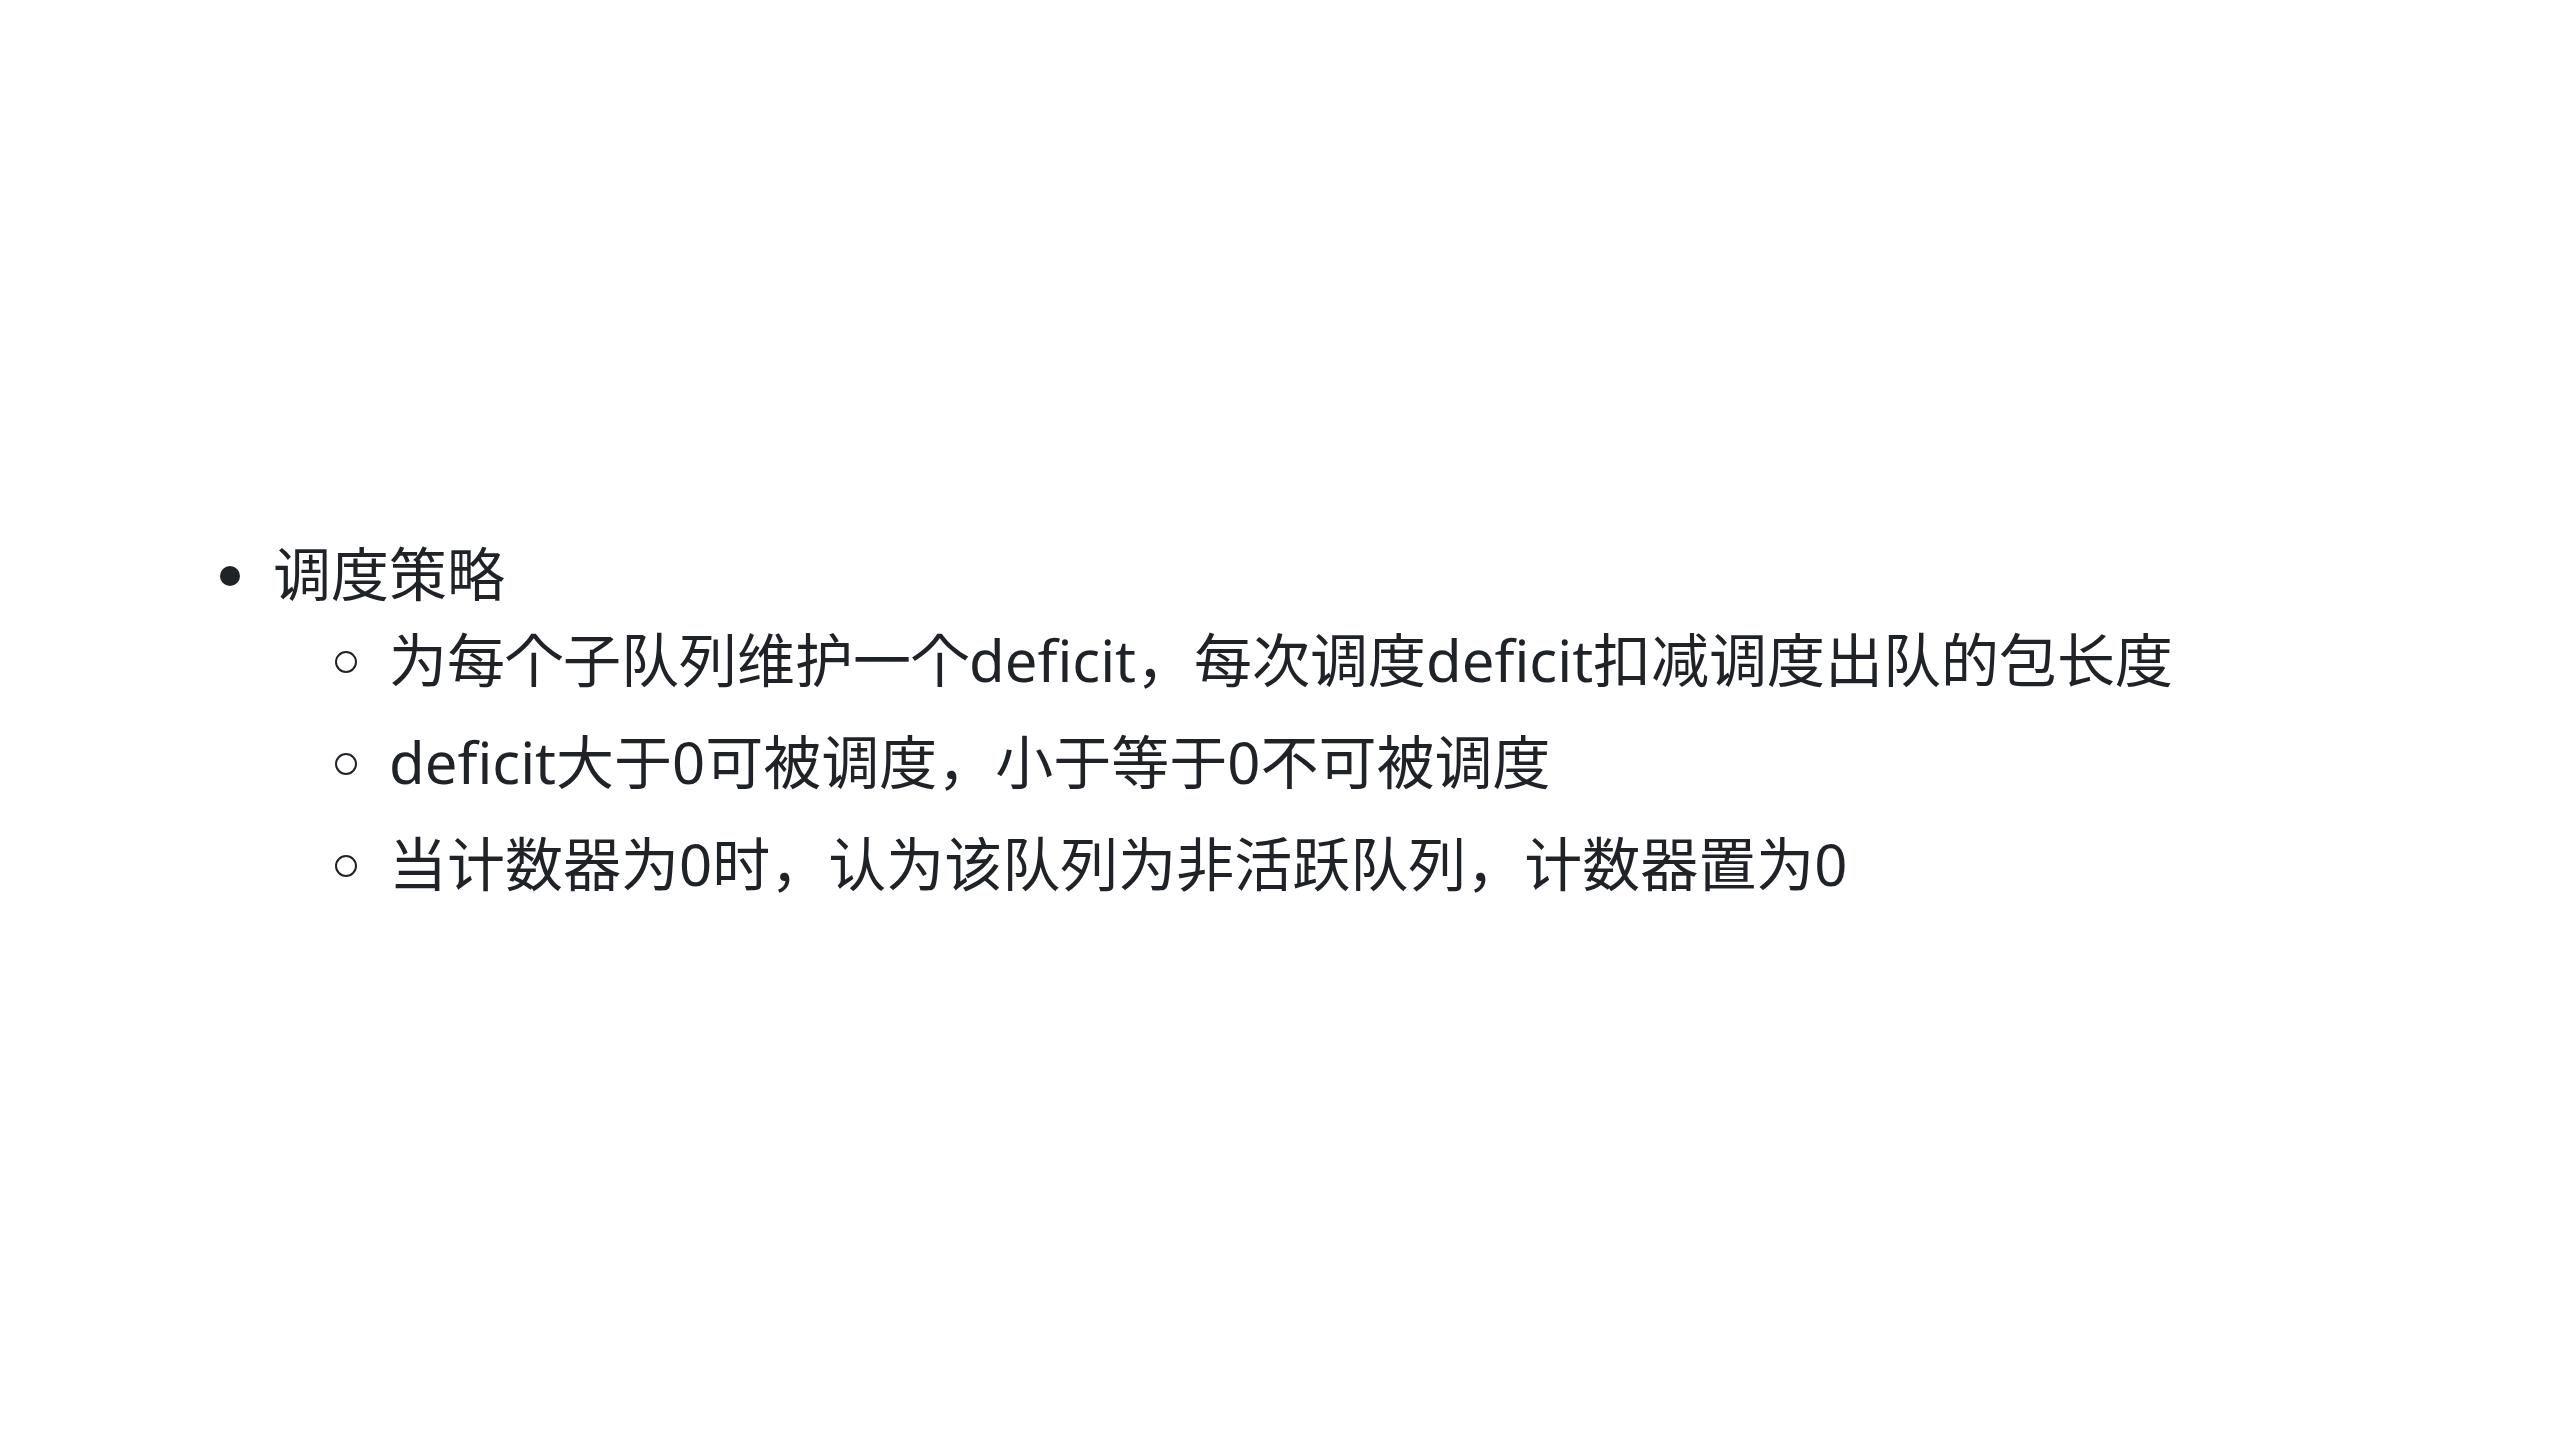 调度策略
为每个子队列维护一个deficit，每次调度deficit扣减调度出队的包长度
deficit大于0可被调度，小于等于0不可被调度
当计数器为0时，认为该队列为非活跃队列，计数器置为0